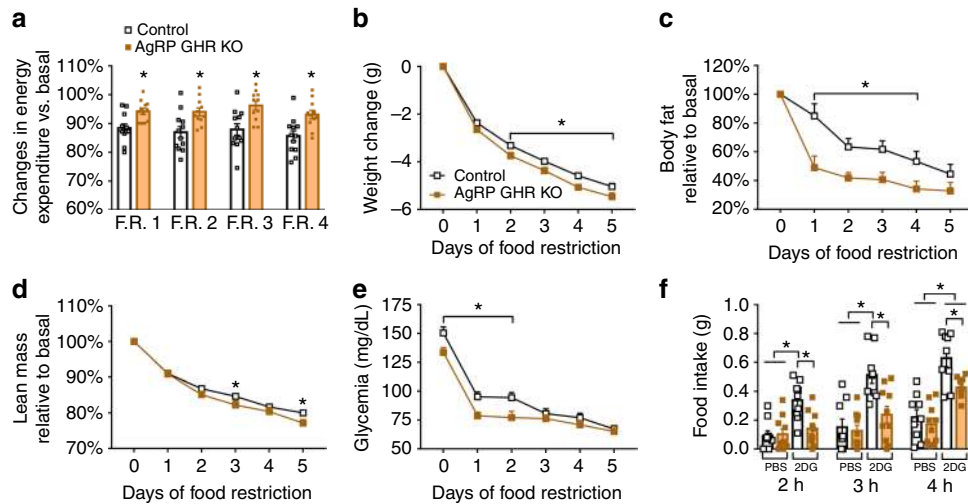 a
Control
AgRP GHR KO
Changes in energy
expenditure vs. basal
110%
100%
90%
80%
70%
60%
* * * *
F.R. 1 F.R. 2 F.R. 3 F.R. 4
b
Weight change (g)
0
−2
−4
−6
*
Control
AgRP GHR KO
0 1 2 3 4 5
Days of food restriction
c
Body fat
relative to basal
120%
100%
80%
60%
40%
20%
*
0 1 2 3 4 5
Days of food restriction
d
Lean mass
relative to basal
110%
100%
90%
80%
70%
60%
* *
0 1 2 3 4 5
Days of food restriction
e
Glycemia (mg/dL)
175
150
125
100
75
50
*
0 1 2 3 4 5
Days of food restriction
f
Food intake (g)
1.0
0.8
0.6
0.4
0.2
0.0
* * * * * *
PBS 2DG PBS 2DG PBS 2DG
2 h 3 h 4 h